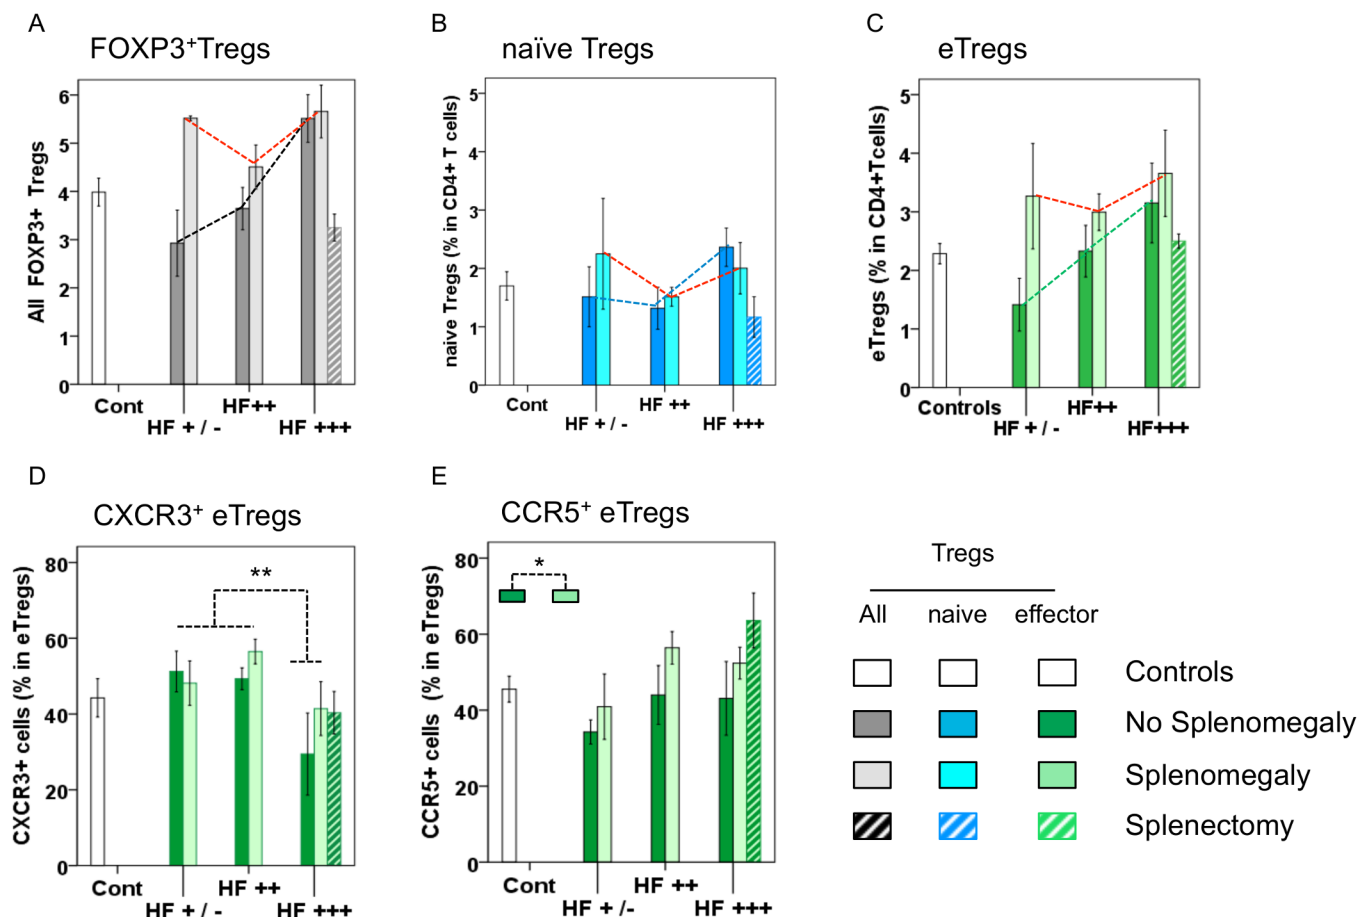 A
FOXP3+Tregs
All FOXP3+ Tregs
6
5
4
3
2
1
0
Cont
HF++
HF + / -
HF +++
B
naïve Tregs
naive Tregs (% in CD4+ T cells)
5
4
3
2
1
0
Cont
HF ++
HF + / -
HF +++
C
eTregs
eTregs (% in CD4+Tcells)
5
4
3
2
1
0
Controls
HF++
HF + / -
HF+++
D
CXCR3+ eTregs
CXCR3+ cells (% in eTregs)
80
60
40
20
0
**
Cont
HF ++
HF + / -
HF +++
E
CCR5+ eTregs
CCR5+ cells (% in eTregs)
80
60
40
20
0
*
Cont
HF ++
HF + / -
HF +++
Tregs
All naive effector
Controls
No Splenomegaly
Splenomegaly
Splenectomy